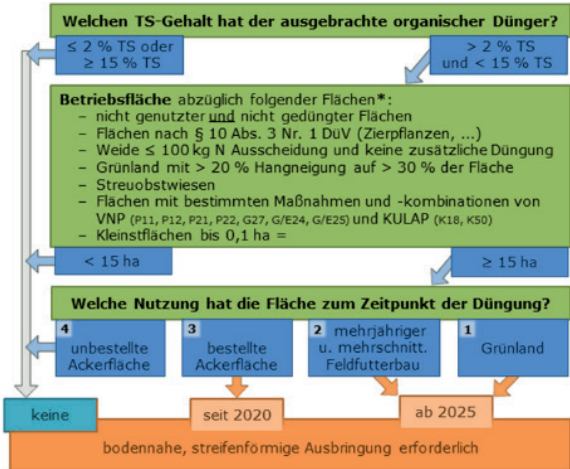 Welchen TS-Gehalt hat der ausgebrachte organischer Dünger?
≤ 2 % TS oder
≥ 15 % TS
> 2 % TS
und < 15 % TS
Betriebsfläche abzüglich folgender Flächen*:
– nicht genutzter und nicht gedüngter Flächen
– Flächen nach § 10 Abs. 3 Nr. 1 DüV (Zierpflanzen, ...)
– Weide ≤ 100 kg N Ausscheidung und keine zusätzliche Düngung
– Grünland mit > 20 % Hangneigung auf > 30 % der Fläche
– Streuobstwiesen
– Flächen mit bestimmten Maßnahmen und -kombinationen von
VNP (P11, P12, P21, P22, G27, G/E24, G/E25) und KULAP (K18, K50)
– Kleinstflächen bis 0,1 ha =
< 15 ha
≥ 15 ha
Welche Nutzung hat die Fläche zum Zeitpunkt der Düngung?
4
unbestellte
Ackerfläche
3
bestellte
Ackerfläche
2
mehrjähriger
u. mehrschnitt.
Feldfutterbau
1
Grünland
keine
seit 2020
ab 2025
bodennahe, streifenförmige Ausbringung erforderlich